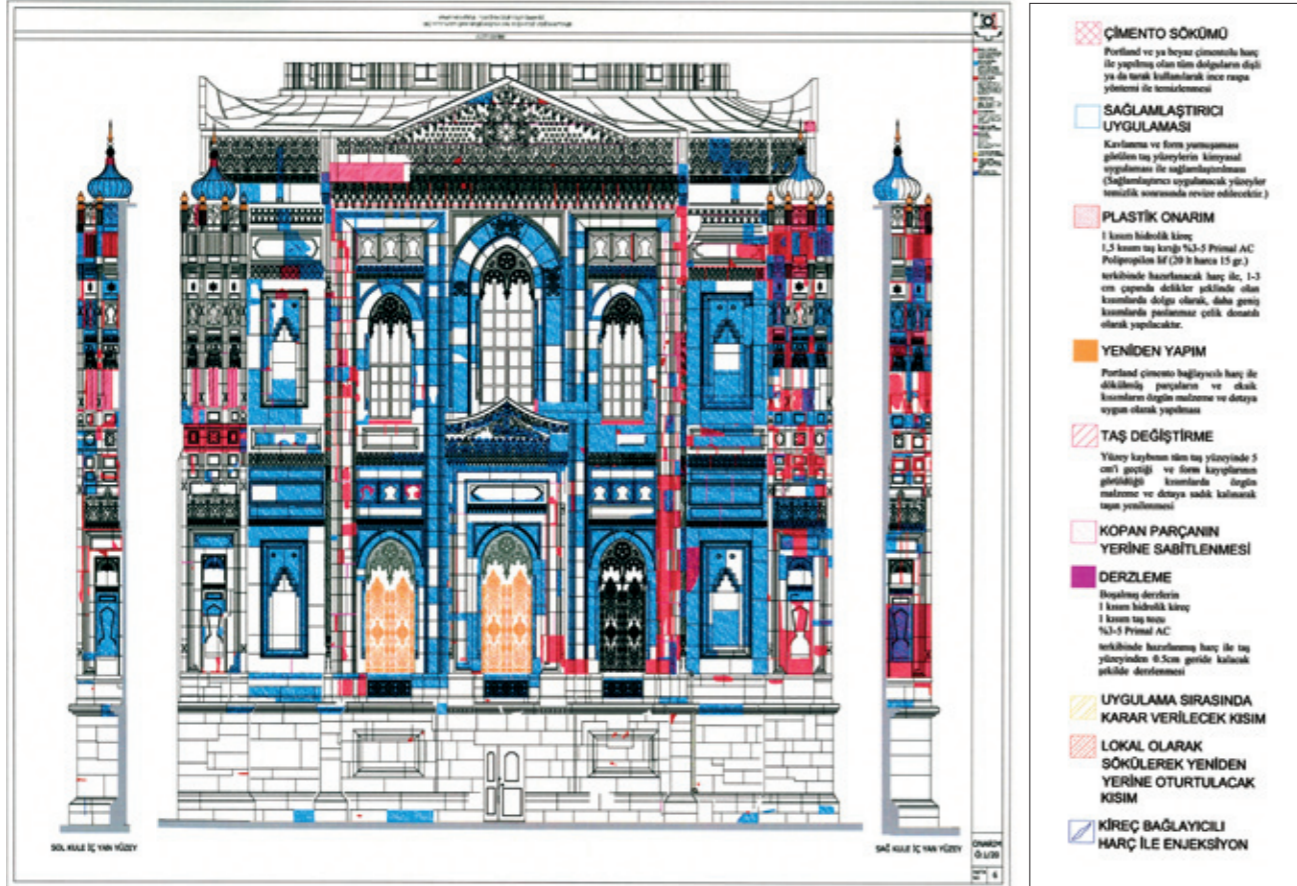 SOL KULE İÇ YAN YÜZEY
SAĞ KULE İÇ YAN YÜZEY
ONARIM
Ö:1/20
6
ÇİMENTO SÖKÜMÜ
Portland ve ya beyaz çimentolu harç
ile yapılmış olan tüm dolguların dişli
ya da tarak kullanılarak ince raspa
yöntemi ile temizlenmesi
SAĞLAMLAŞTIRICI
UYGULAMASI
Kavlanma ve form yumuşaması
görülen taş yüzeylerin kimyasal
uygulaması ile sağlamlaştırılması
(Sağlamlaştırıcı uygulanacak yüzeyler
temizlik sonrasında revize edilecektir.)
PLASTİK ONARIM
1 kısım hidrolik kireç
1,5 kısım taş kırığı %3-5 Primal AC
Polipropilen lif (20 lt harca 15 gr.)
terkibinde hazırlanacak harç ile, 1-3
cm çapında delikler şeklinde olan
kısımlarda dolgu olarak, daha geniş
kısımlarda paslanmaz çelik donatılı
olarak yapılacaktır.
YENİDEN YAPIM
Portland çimento bağlayıcılı harç ile
dökülmüş parçaların ve eksik
kısımların özgün malzeme ve detaya
uygun olarak yapılması
TAŞ DEĞİŞTİRME
Yüzey kaybının tüm taş yüzeyinde 5
cm'i geçtiği ve form kayıplarının
görüldüğü kısımlarda özgün
malzeme ve detaya sadık kalınarak
taşın yenilenmesi
KOPAN PARÇANIN
YERİNE SABİTLENMESİ
DERZLEME
Boşalmış derzlerin
1 kısım hidrolik kireç
1 kısım taş tozu
%3-5 Primal AC
terkibinde hazırlanmış harç ile taş
yüzeyinden 0.5cm geride kalacak
şekilde derzlenmesi
UYGULAMA SIRASINDA
KARAR VERİLECEK KISIM
LOKAL OLARAK
SÖKÜLEREK YENİDEN
YERİNE OTURTULACAK
KISIM
KİREÇ BAĞLAYICILI
HARÇ İLE ENJEKSİYON